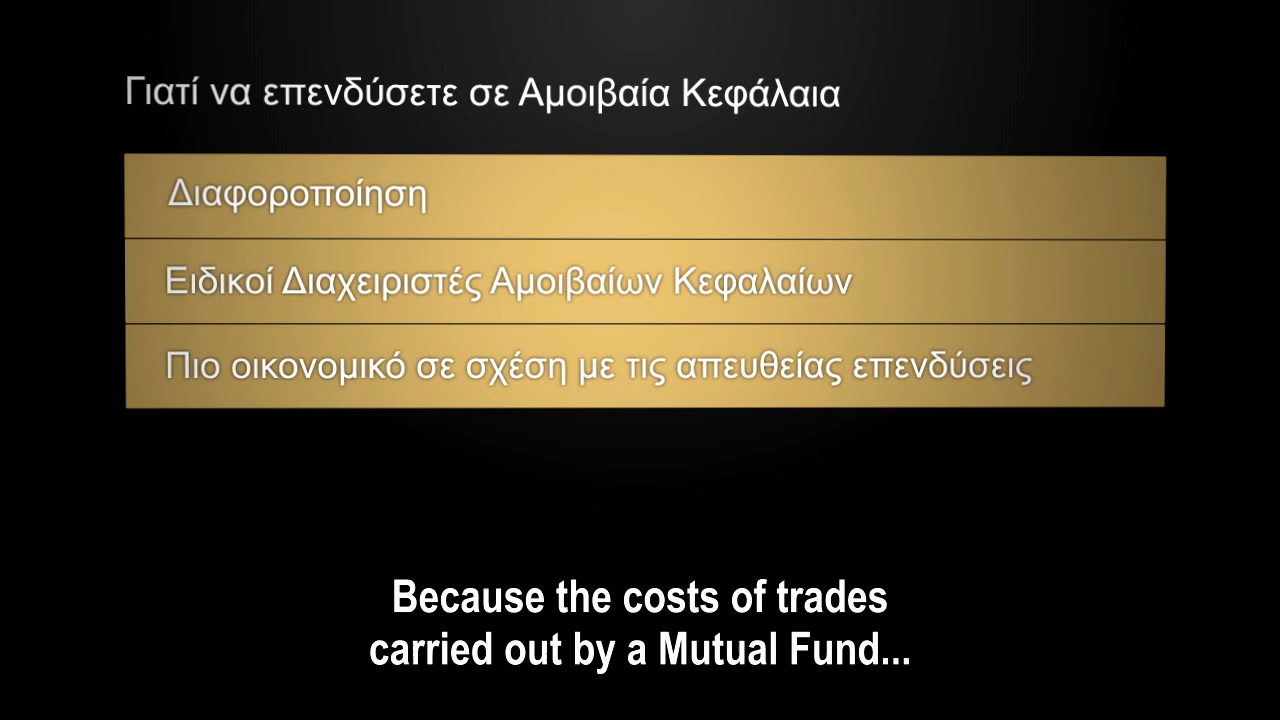 Γιατί να επενδύσετε σε Αμοιβαία Κεφάλαια
Διαφοροποίηση
Ειδικοί Διαχειριστές Αμοιβαίων Κεφαλαίων
Πιο οικονομικό σε σχέση με τις απευθείας επενδύσεις
Because the costs of trades
carried out by a Mutual Fund...